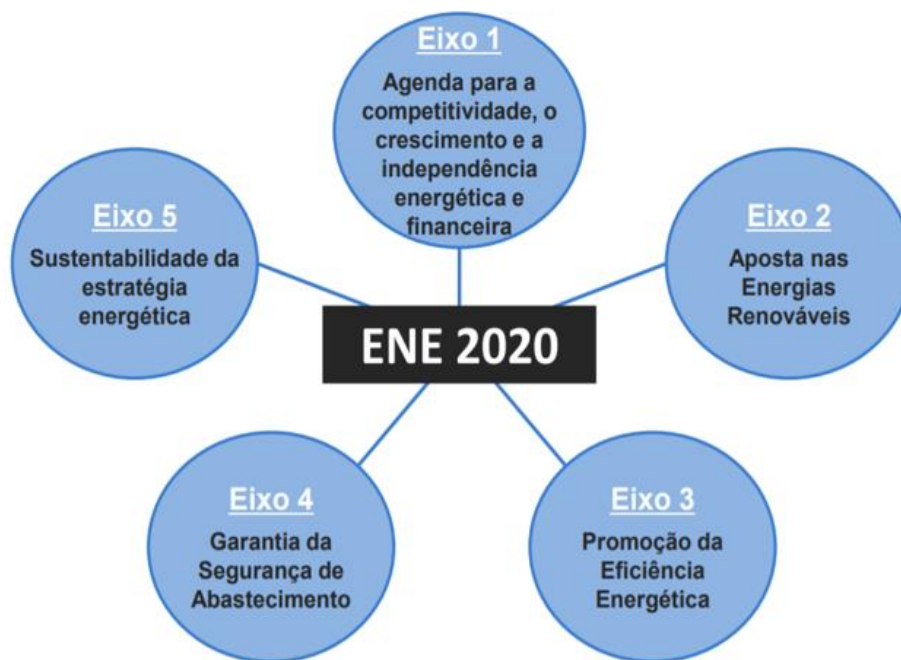 Eixo 1
Agenda para a
competitividade, o
crescimento e a
independência
energética e
financeira
Eixo 2
Aposta nas
Energias
Renováveis
Eixo 3
Promoção da
Eficiência
Energética
Eixo 4
Garantia da
Segurança de
Abastecimento
Eixo 5
Sustentabilidade da
estratégia
energética
ENE 2020